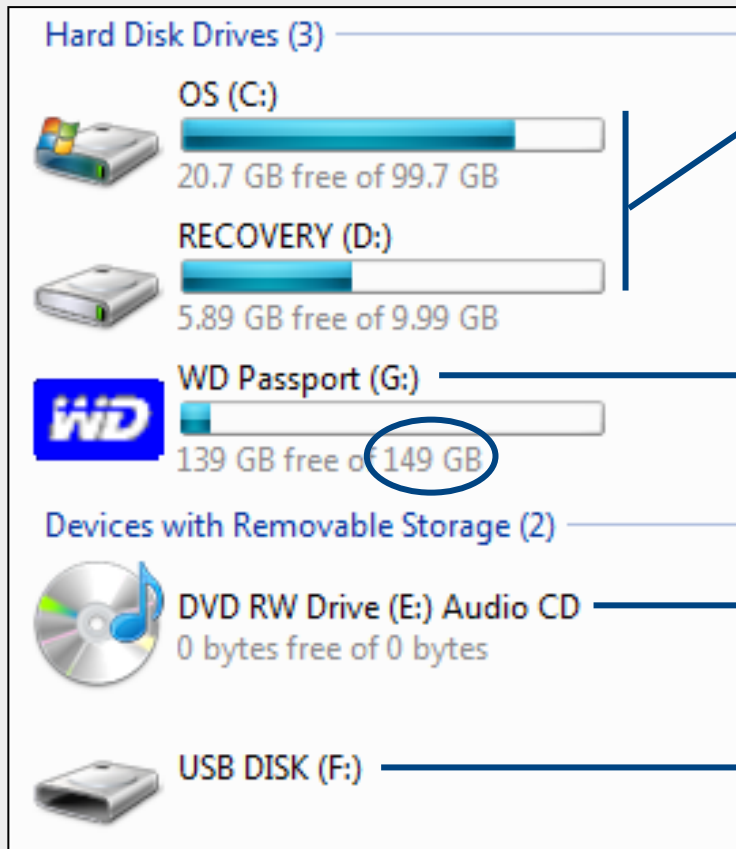 Hard Disk Drives (3)
OS (C:)
20.7 GB free of 99.7 GB
RECOVERY (D:)
5.89 GB free of 9.99 GB
WD Passport (G:)
WD
139 GB free of 149 GB
Devices with Removable Storage (2)
DVD RW Drive (E:) Audio CD
0 bytes free of 0 bytes
USB DISK (F:)